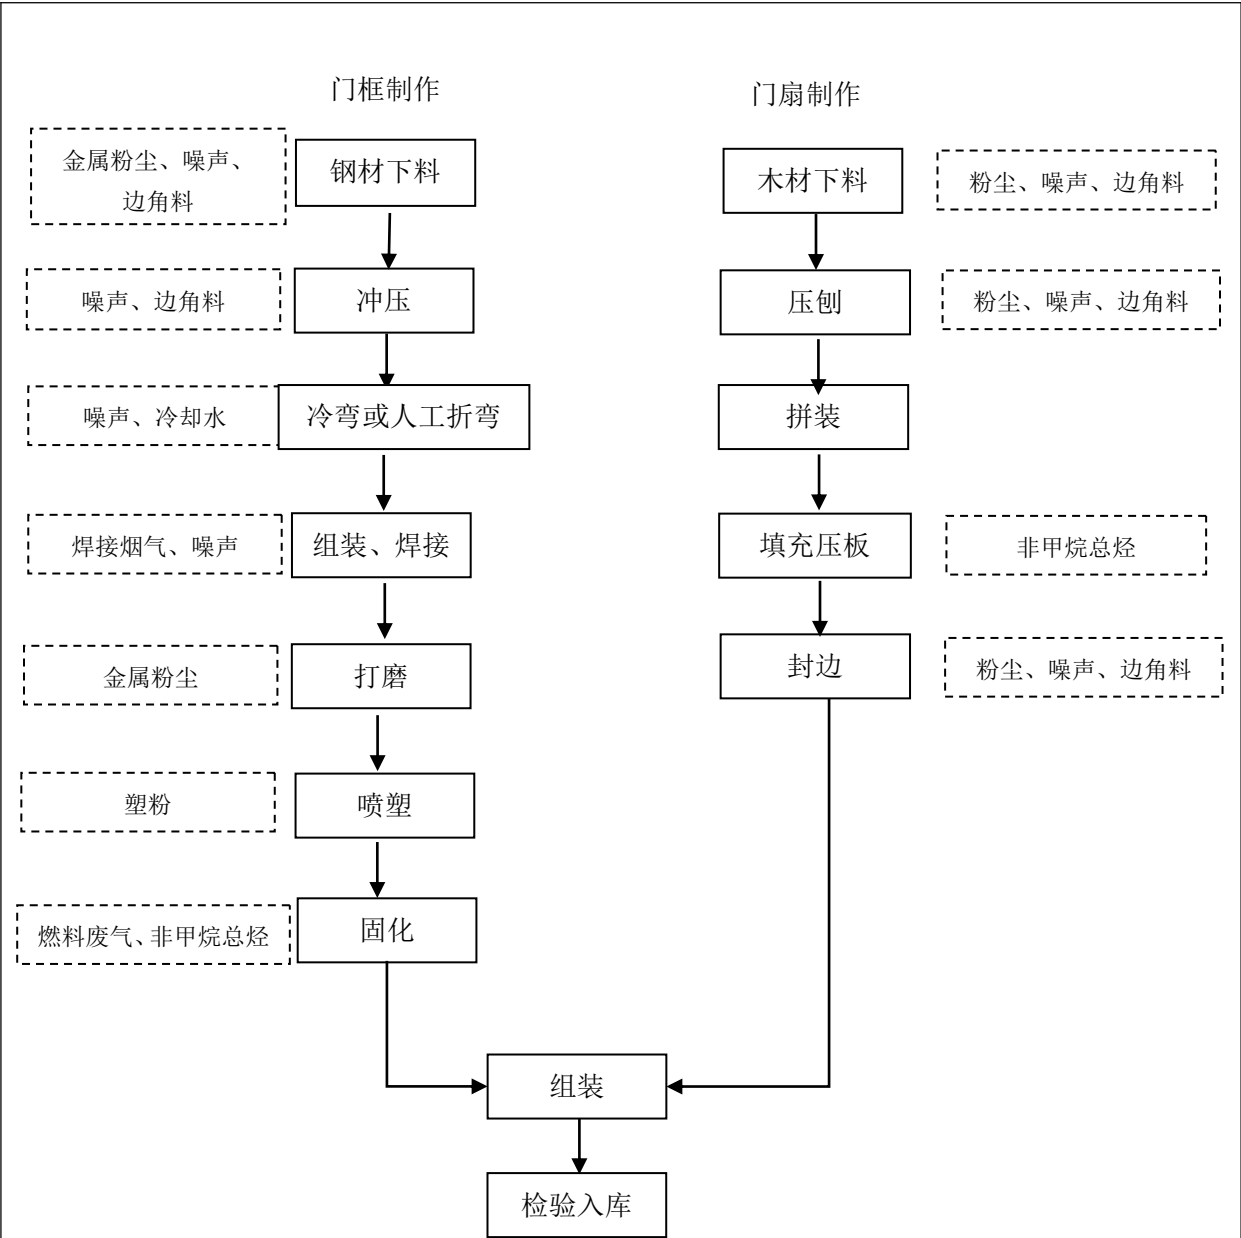 门框制作
门扇制作
金属粉尘、噪声、
边角料
钢材下料
木材下料
粉尘、噪声、边角料
噪声、边角料
冲压
压刨
粉尘、噪声、边角料
噪声、冷却水
冷弯或人工折弯
拼装
焊接烟气、噪声
组装、焊接
填充压板
非甲烷总烃
金属粉尘
打磨
封边
粉尘、噪声、边角料
塑粉
喷塑
燃料废气、非甲烷总烃
固化
组装
检验入库